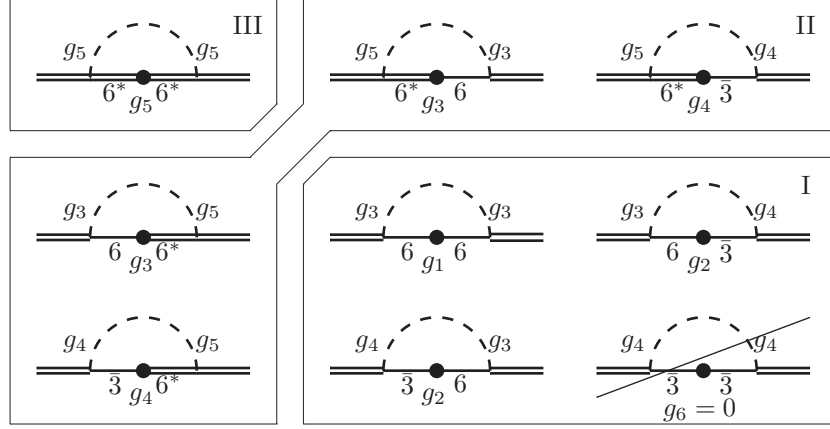 III
II
g₅ g₅ g₅ g₃ g₅ g₄
6* 6* 6* 6 6* 3̄
g₅ g₃ g₄
I
g₃ g₅ g₃ g₃ g₃ g₄
6 6* 6 6 6 3̄
g₃ g₁ g₂
g₄ g₅ g₄ g₃ g₄ g₄
3̄ 6* 3̄ 6 3̄ 3̄
g₄ g₂ g₆ = 0